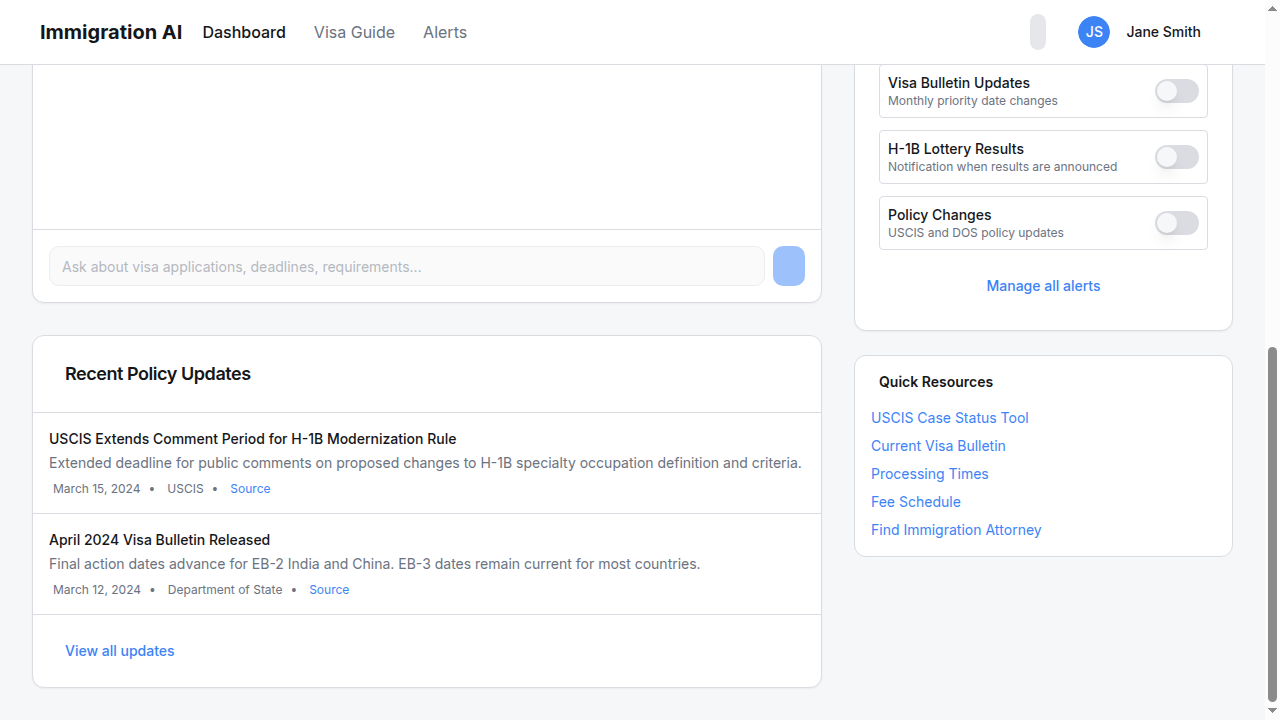 Immigration AI Dashboard Visa Guide Alerts JS Jane Smith
Ask about visa applications, deadlines, requirements...
Recent Policy Updates
USCIS Extends Comment Period for H-1B Modernization Rule
Extended deadline for public comments on proposed changes to H-1B specialty occupation definition and criteria.
March 15, 2024 • USCIS • Source
April 2024 Visa Bulletin Released
Final action dates advance for EB-2 India and China. EB-3 dates remain current for most countries.
March 12, 2024 • Department of State • Source
View all updates
Visa Bulletin Updates
Monthly priority date changes
H-1B Lottery Results
Notification when results are announced
Policy Changes
USCIS and DOS policy updates
Manage all alerts
Quick Resources
USCIS Case Status Tool
Current Visa Bulletin
Processing Times
Fee Schedule
Find Immigration Attorney